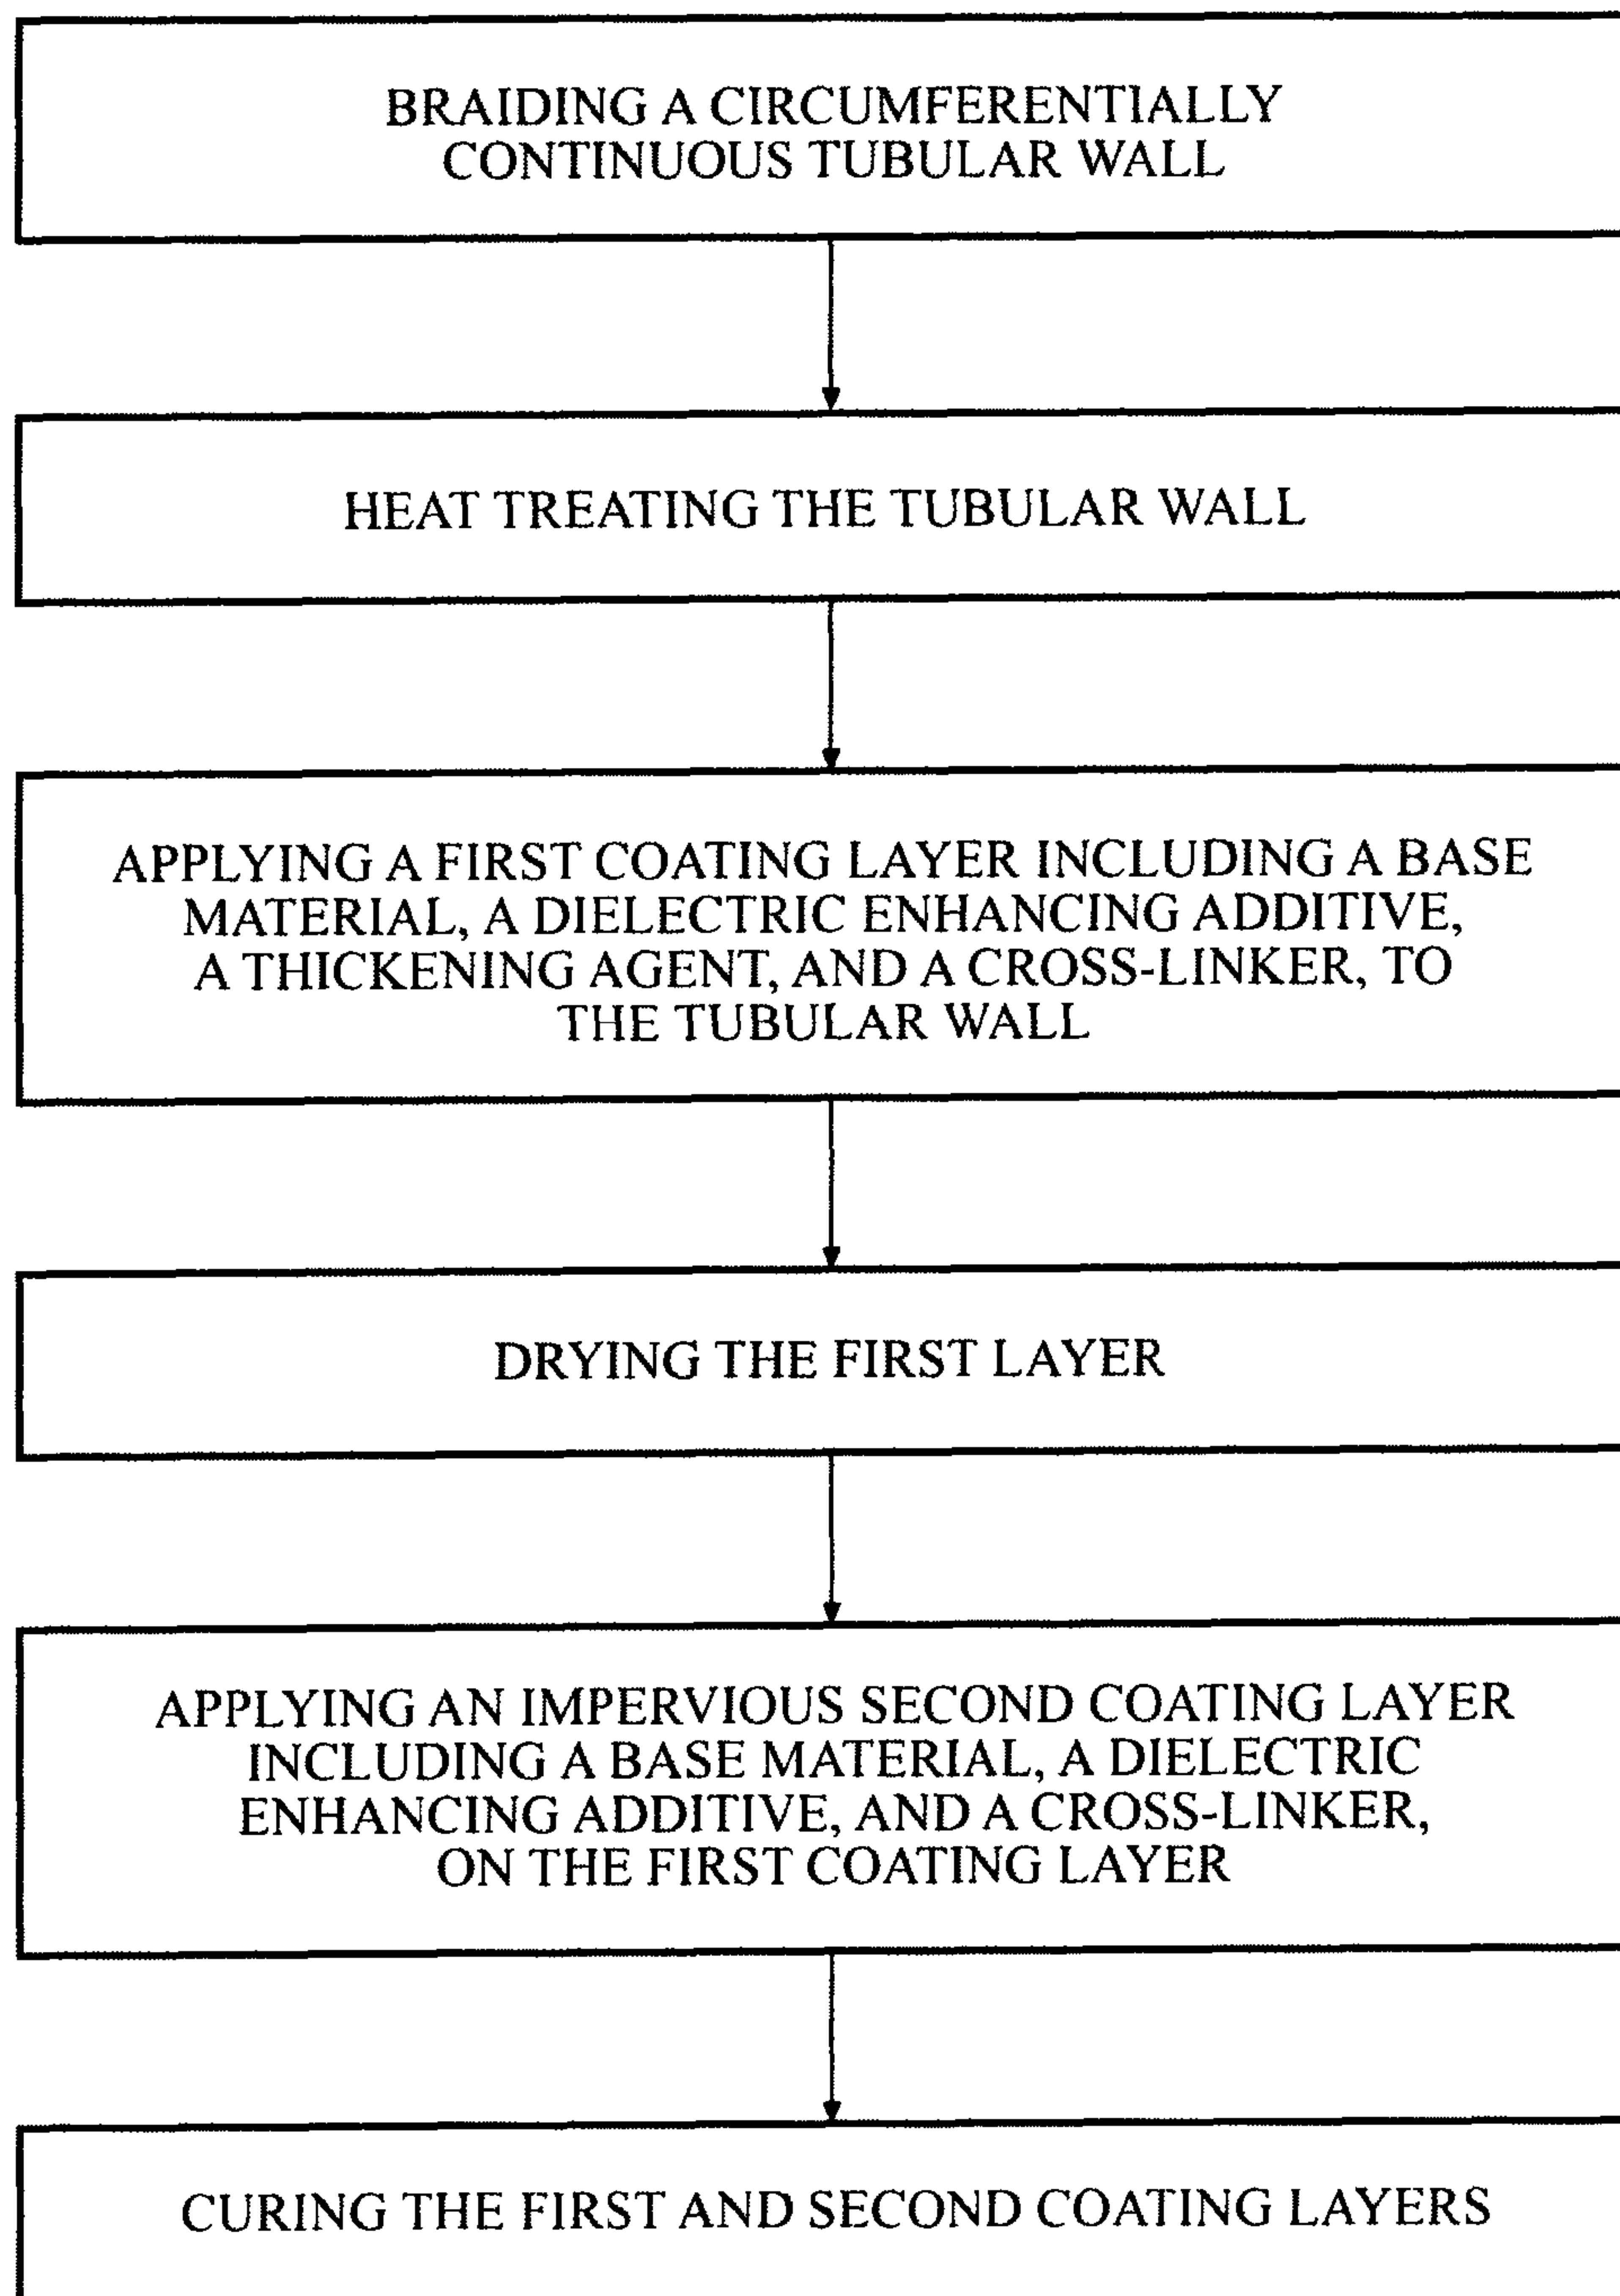 BRAIDING A CIRCUMFERENTIALLY
CONTINUOUS TUBULAR WALL
HEAT TREATING THE TUBULAR WALL
APPLYING A FIRST COATING LAYER INCLUDING A BASE
MATERIAL, A DIELECTRIC ENHANCING ADDITIVE,
A THICKENING AGENT, AND A CROSS-LINKER, TO
THE TUBULAR WALL
DRYING THE FIRST LAYER
APPLYING AN IMPERVIOUS SECOND COATING LAYER
INCLUDING A BASE MATERIAL, A DIELECTRIC
ENHANCING ADDITIVE, AND A CROSS-LINKER,
ON THE FIRST COATING LAYER
CURING THE FIRST AND SECOND COATING LAYERS